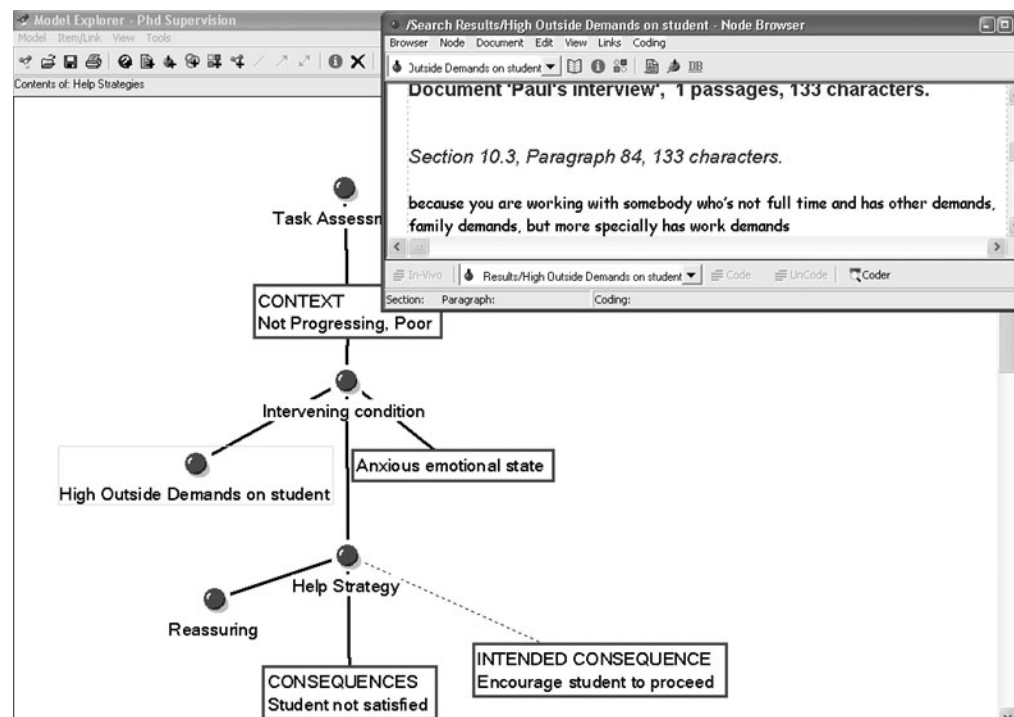 Model Explorer - Phd Supervision
Model Item/Link View Tools
Contents of: Help Strategies
/Search Results/High Outside Demands on student - Node Browser
Browser Node Document Edit View Links Coding
Outside Demands on student
DB
Document 'Paul's interview', 1 passages, 133 characters.
Section 10.3, Paragraph 84, 133 characters.
because you are working with somebody who's not full time and has other demands,
family demands, but more specially has work demands
In-Vivo Results/High Outside Demands on student Code UnCode Coder
Section: Paragraph: Coding:
Task Assessm
CONTEXT
Not Progressing, Poor
Intervening condition
Anxious emotional state
High Outside Demands on student
Help Strategy
Reassuring
INTENDED CONSEQUENCE
Encourage student to proceed
CONSEQUENCES
Student not satisfied